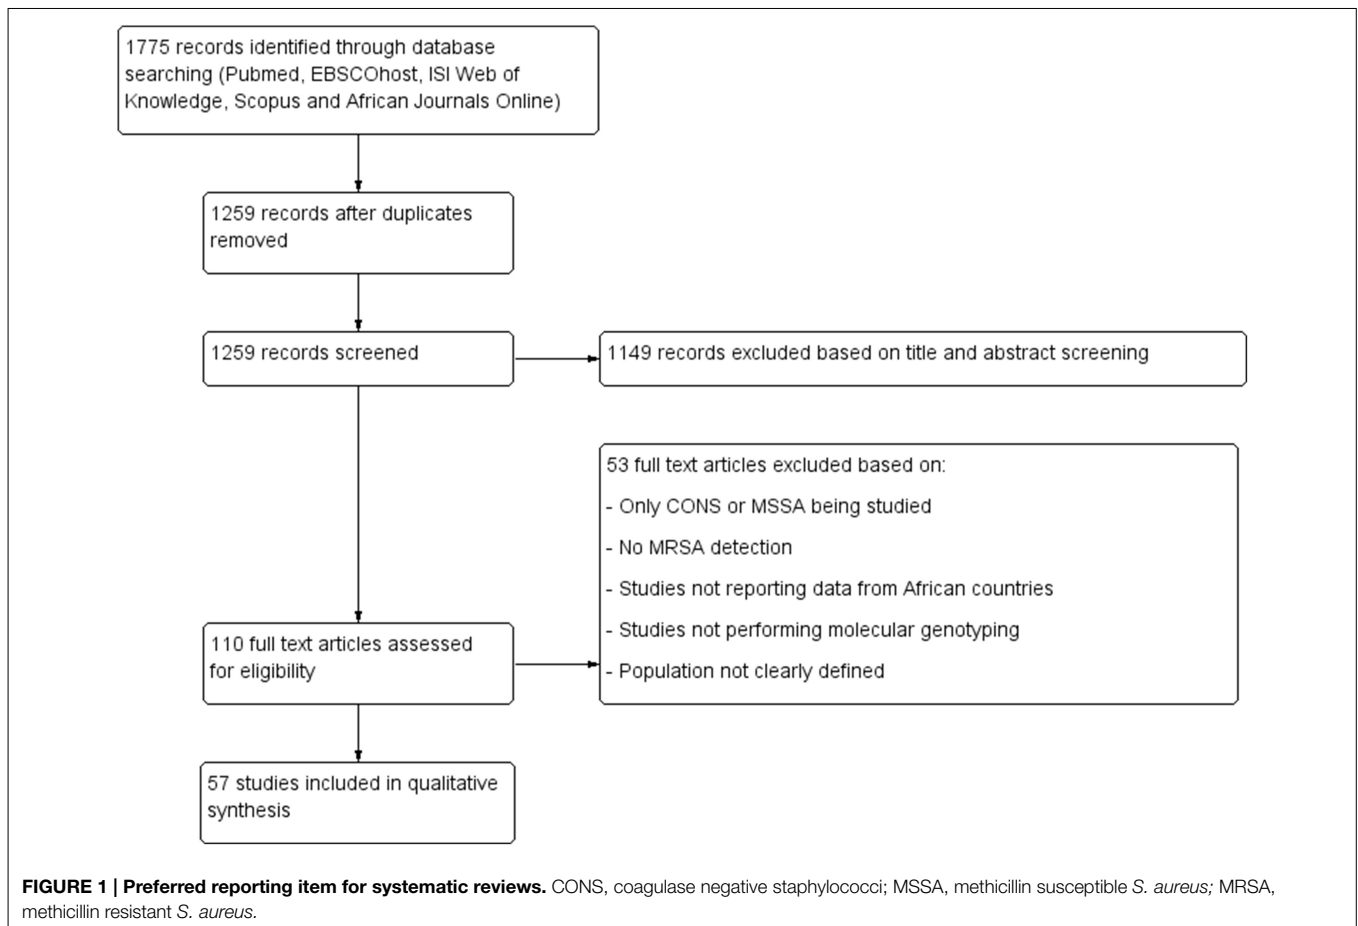 1775 records identified through database
searching (Pubmed, EBSCOhost, ISI Web of
Knowledge, Scopus and African Journals Online)
1259 records after duplicates
removed
1259 records screened
1149 records excluded based on title and abstract screening
53 full text articles excluded based on:
- Only CONS or MSSA being studied
- No MRSA detection
- Studies not reporting data from African countries
- Studies not performing molecular genotyping
- Population not clearly defined
110 full text articles assessed
for eligibility
57 studies included in qualitative
synthesis
FIGURE 1 | Preferred reporting item for systematic reviews. CONS, coagulase negative staphylococci; MSSA, methicillin susceptible S. aureus; MRSA,
methicillin resistant S. aureus.